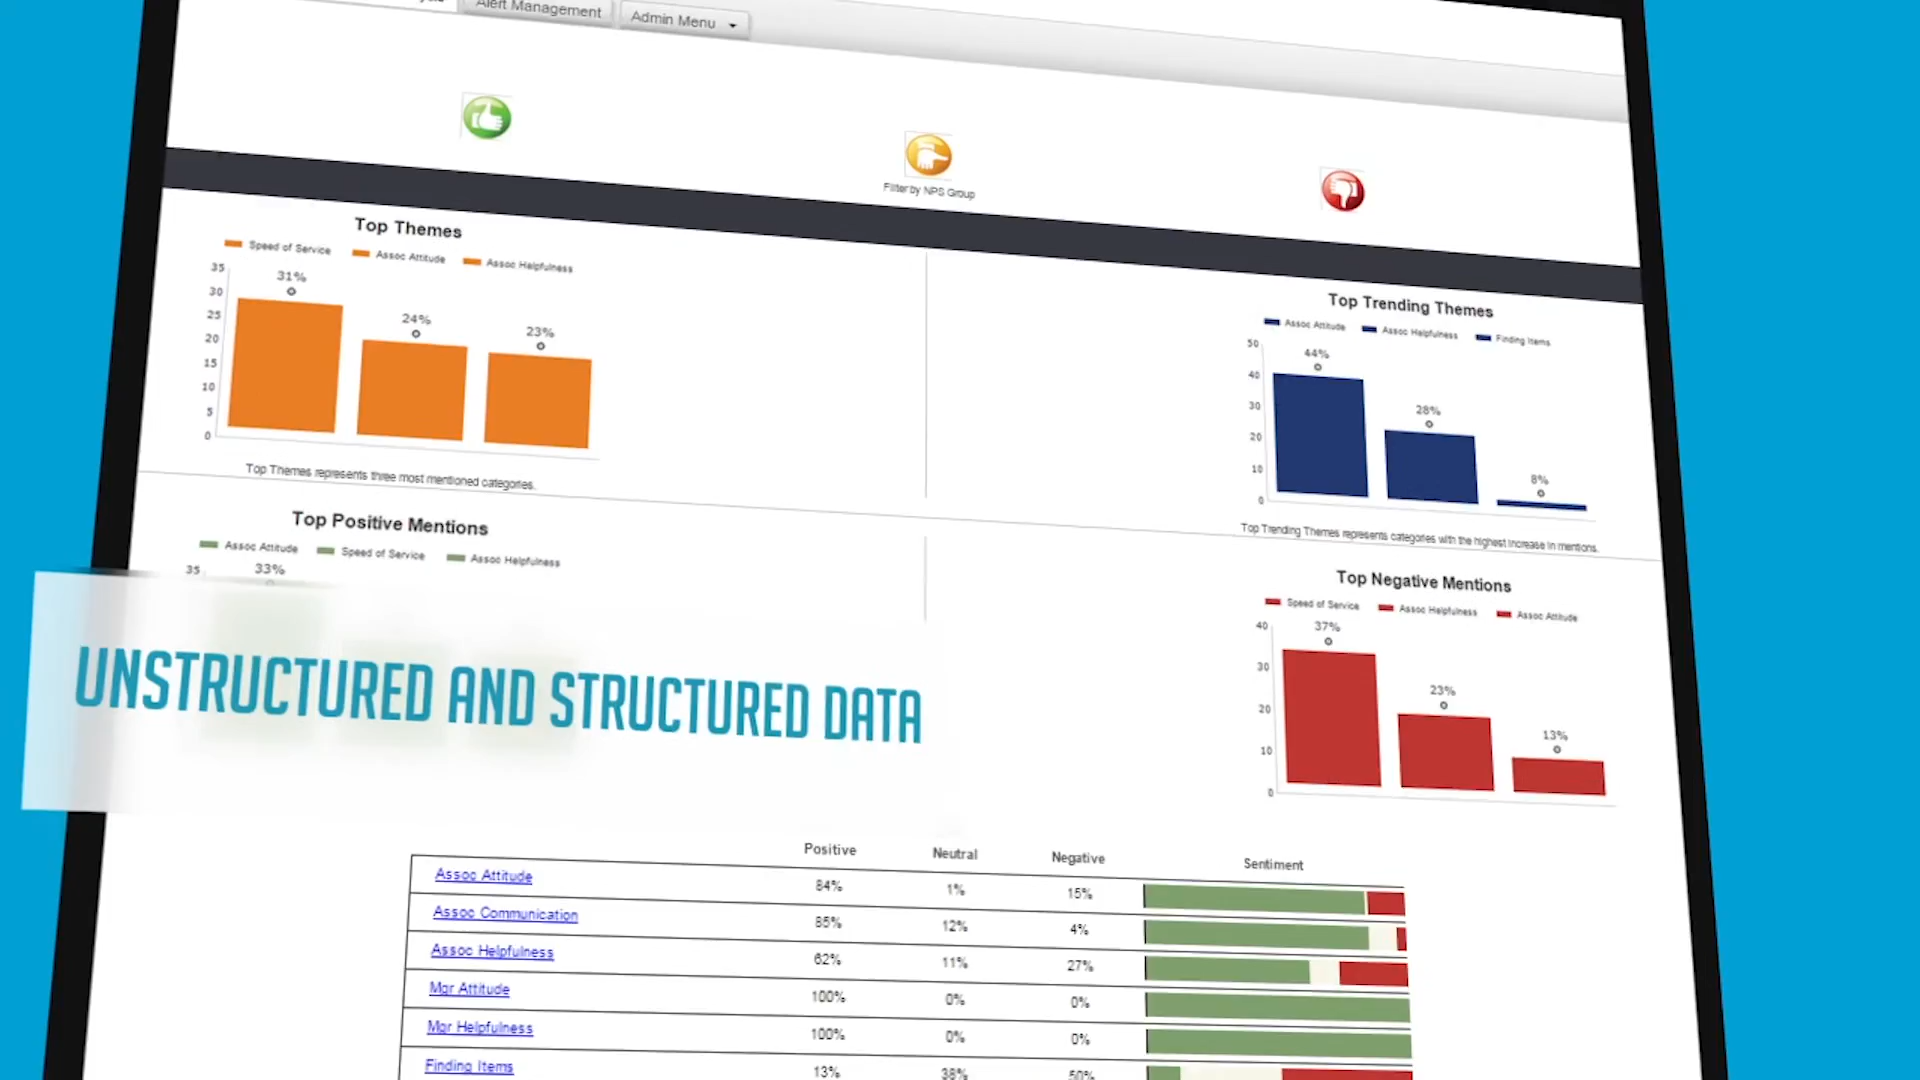 Alert Management
Admin Menu
Filter by NPS Group
Top Themes
Speed of Service
Assoc Attitude
Assoc Helpfulness
35
30
25
20
15
10
5
0
31%
24%
23%
Top Themes represents three most mentioned categories.
Top Trending Themes
Assoc Attitude
Assoc Helpfulness
Finding Items
50
40
30
20
10
0
44%
28%
8%
Top Trending Themes represents categories with the highest increase in mentions.
Top Positive Mentions
Assoc Attitude
Speed of Service
Assoc Helpfulness
35
33%
Top Negative Mentions
Speed of Service
Assoc Helpfulness
Assoc Attitude
40
30
20
10
0
37%
23%
13%
UNSTRUCTURED AND STRUCTURED DATA
Positive Neutral Negative Sentiment
Assoc Attitude 84% 1% 15%
Assoc Communication 85% 12% 4%
Assoc Helpfulness 62% 11% 27%
Mgr Attitude 100% 0% 0%
Mgr Helpfulness 100% 0% 0%
Finding Items 13% 38% 50%